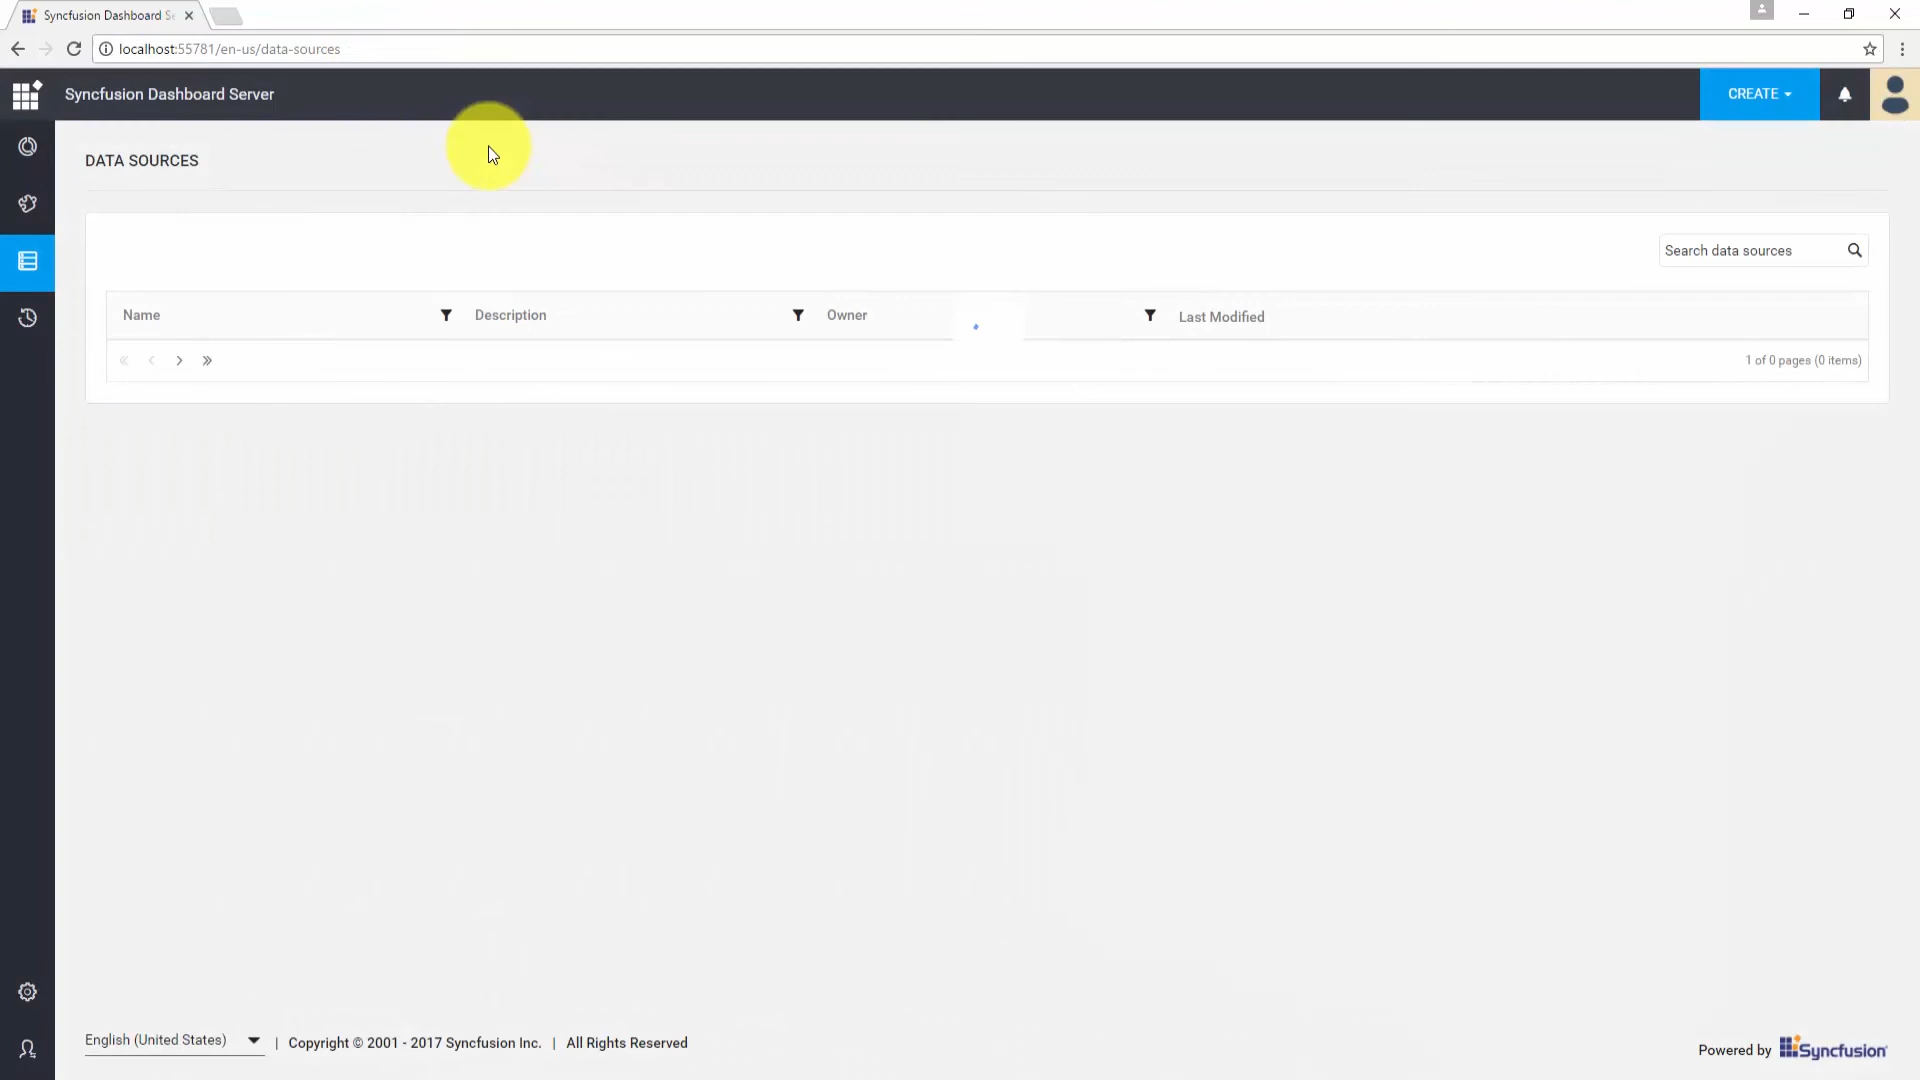 Syncfusion Dashboard Se
localhost:55781/en-us/data-sources
Syncfusion Dashboard Server
CREATE
DATA SOURCES
Search data sources
Name Description Owner Last Modified
1 of 0 pages (0 items)
English (United States) | Copyright © 2001 - 2017 Syncfusion Inc. | All Rights Reserved
Powered by Syncfusion